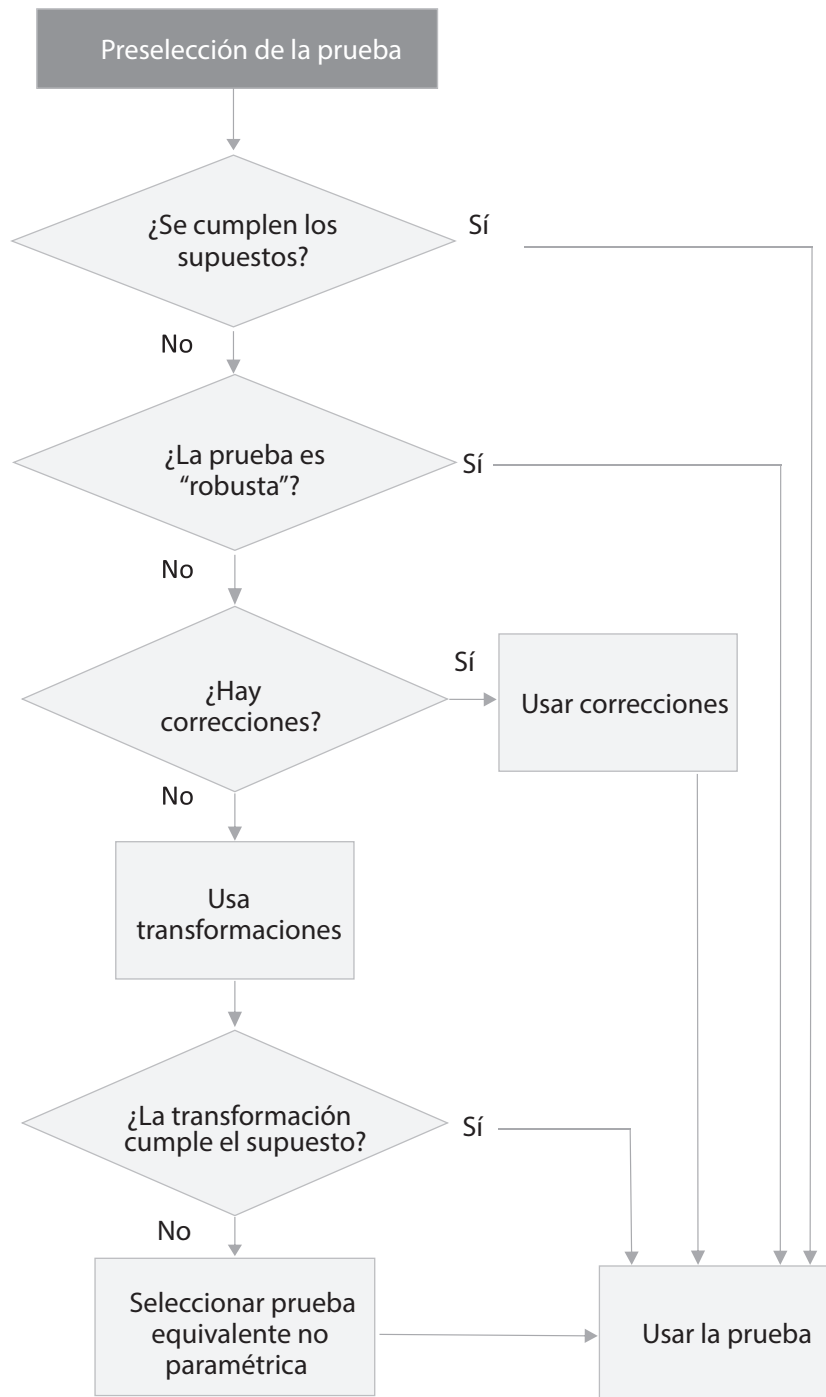 Preselección de la prueba
¿Se cumplen los
supuestos?
Sí
No
¿La prueba es
“robusta”?
Sí
No
¿Hay
correcciones?
Sí
Usar correcciones
No
Usa
transformaciones
¿La transformación
cumple el supuesto?
Sí
No
Seleccionar prueba
equivalente no
paramétrica
Usar la prueba